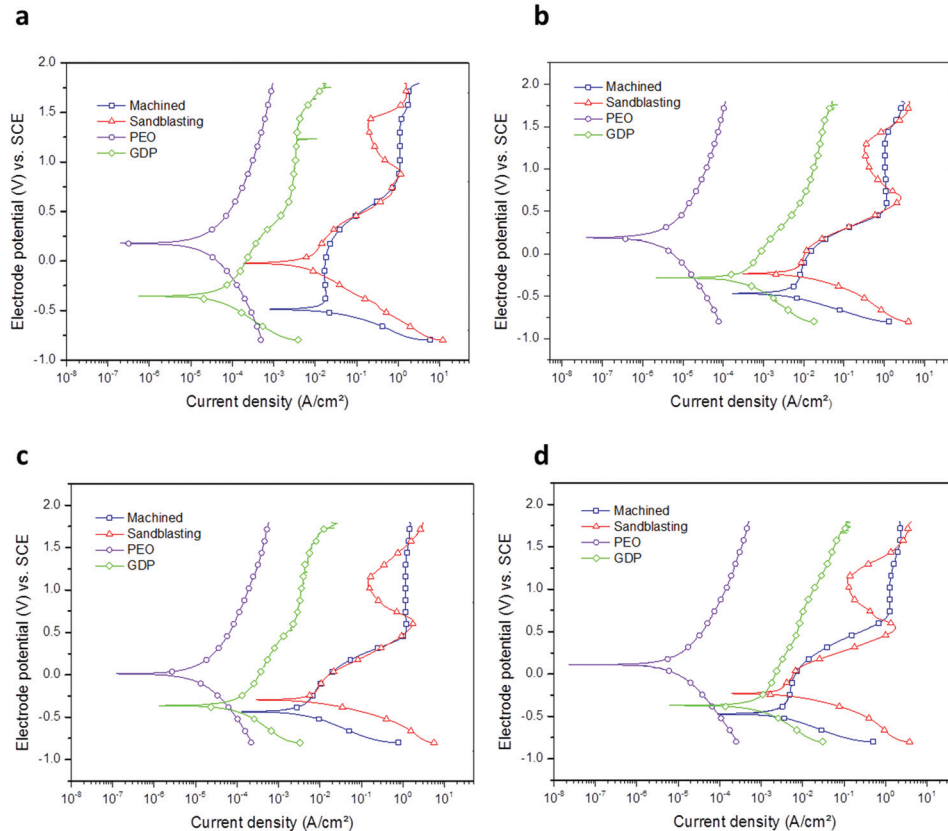 a
2.0
1.5
1.0
0.5
0.0
-0.5
-1.0
Electrode potential (V) vs. SCE
Machined
Sandblasting
PEO
GDP
10⁻⁸ 10⁻⁷ 10⁻⁶ 10⁻⁵ 10⁻⁴ 10⁻³ 10⁻² 10⁻¹ 10⁰ 10¹
Current density (A/cm²)
b
2.0
1.5
1.0
0.5
0.0
-0.5
-1.0
Electrode potential (V) vs. SCE
Machined
Sandblasting
PEO
GDP
10⁻⁸ 10⁻⁷ 10⁻⁶ 10⁻⁵ 10⁻⁴ 10⁻³ 10⁻² 10⁻¹ 10⁰ 10¹
Current density (A/cm²)
c
2.0
1.5
1.0
0.5
0.0
-0.5
-1.0
Electrode potential (V) vs. SCE
Machined
Sandblasting
PEO
GDP
10⁻⁸ 10⁻⁷ 10⁻⁶ 10⁻⁵ 10⁻⁴ 10⁻³ 10⁻² 10⁻¹ 10⁰ 10¹
Current density (A/cm²)
d
2.0
1.5
1.0
0.5
0.0
-0.5
-1.0
Electrode potential (V) vs. SCE
Machined
Sandblasting
PEO
GDP
10⁻⁸ 10⁻⁷ 10⁻⁶ 10⁻⁵ 10⁻⁴ 10⁻³ 10⁻² 10⁻¹ 10⁰ 10¹
Current density (A/cm²)